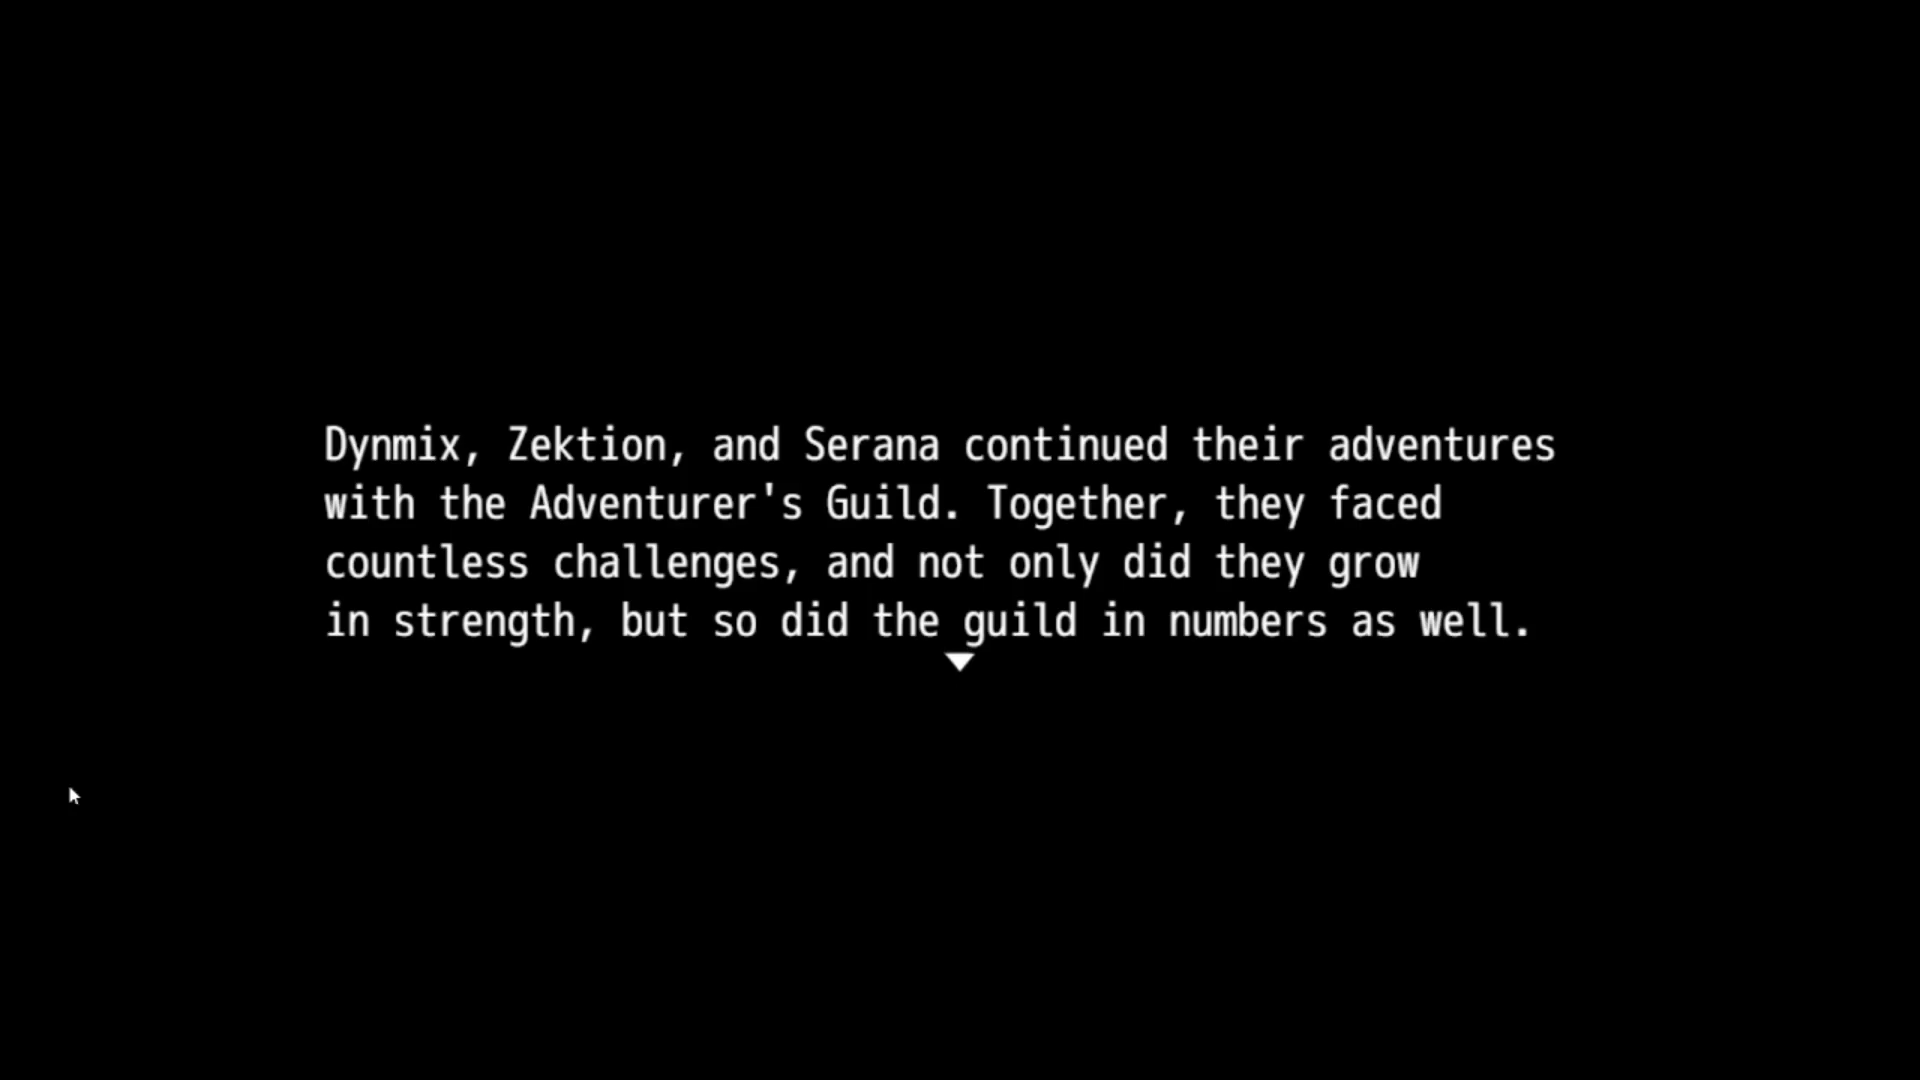 Dynmix, Zektion, and Serana continued their adventures
with the Adventurer's Guild. Together, they faced
countless challenges, and not only did they grow
in strength, but so did the guild in numbers as well.